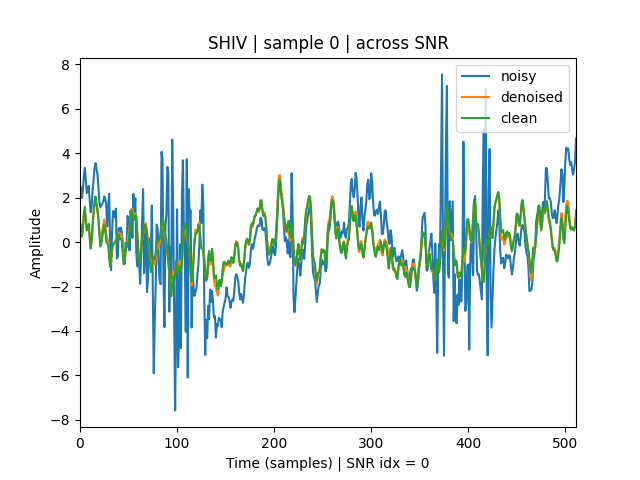 SHIV | sample 0 | across SNR
8
6
4
2
0
−2
−4
−6
−8
Amplitude
noisy
denoised
clean
0
100
200
300
400
500
Time (samples) | SNR idx = 0